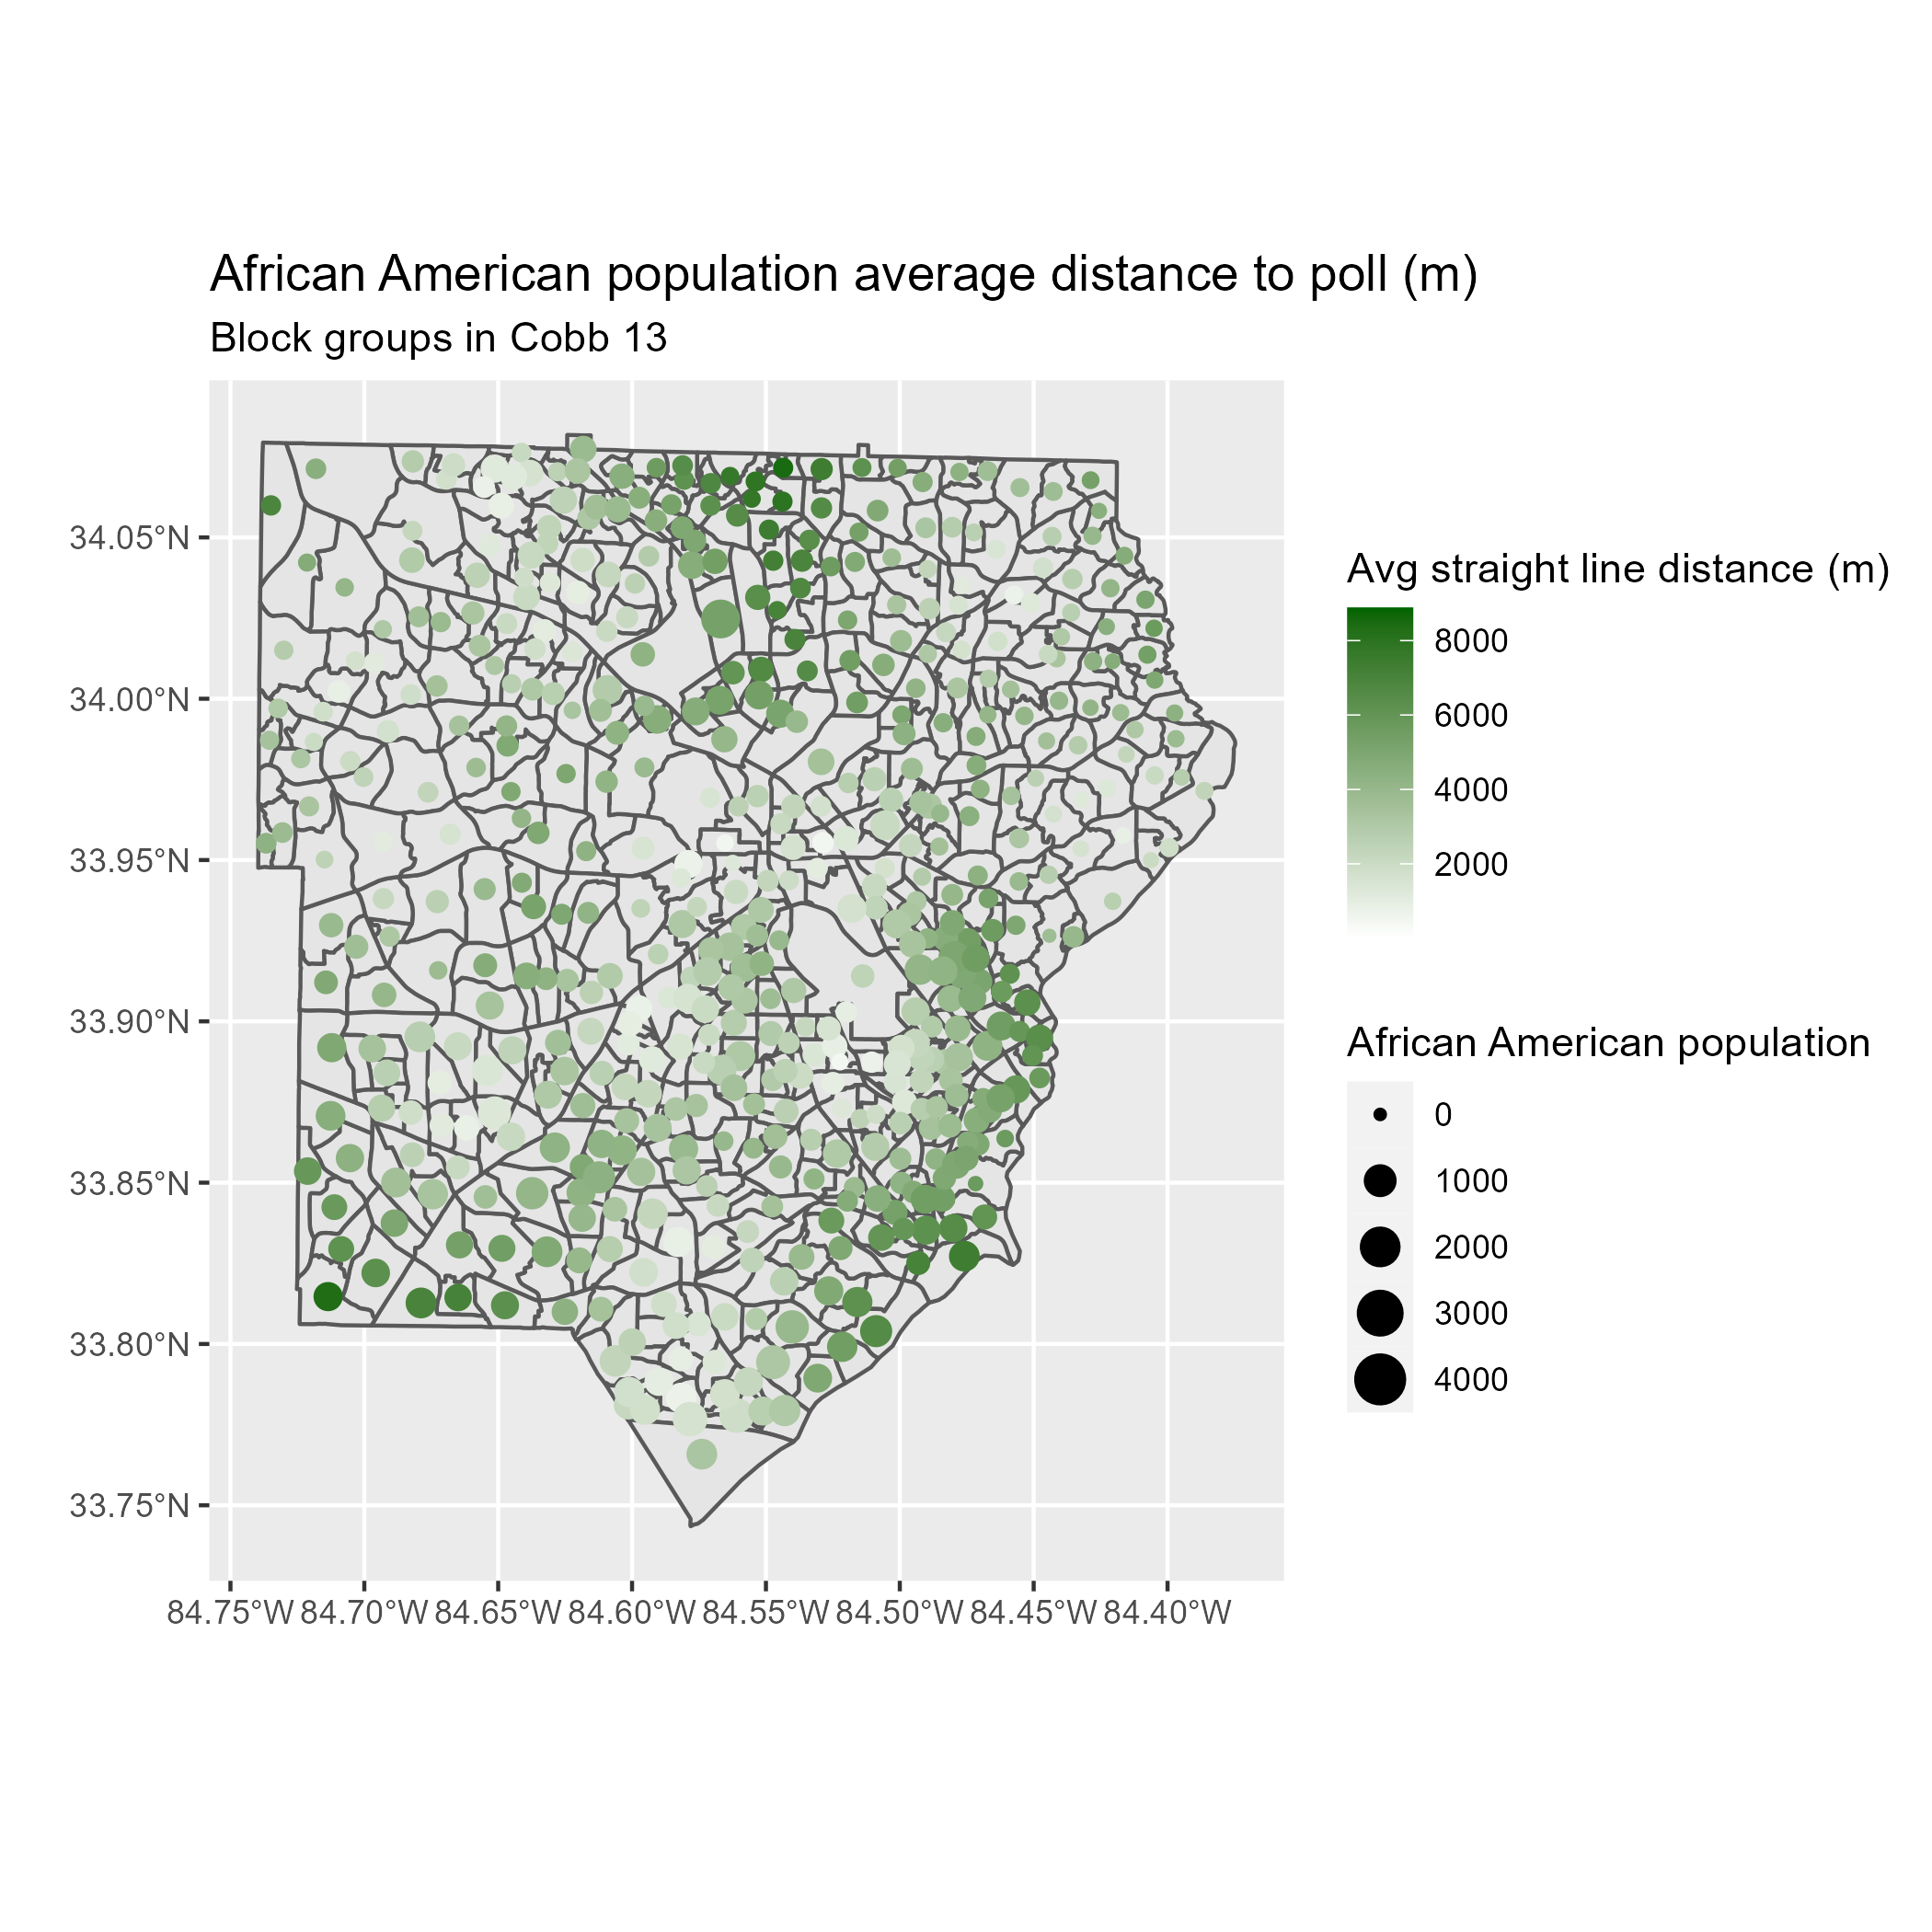 African American population average distance to poll (m)
Block groups in Cobb 13
34.05°N
34.00°N
33.95°N
33.90°N
33.85°N
33.80°N
33.75°N
84.75°W 84.70°W 84.65°W 84.60°W 84.55°W 84.50°W 84.45°W 84.40°W
Avg straight line distance (m)
8000
6000
4000
2000
African American population
0
1000
2000
3000
4000